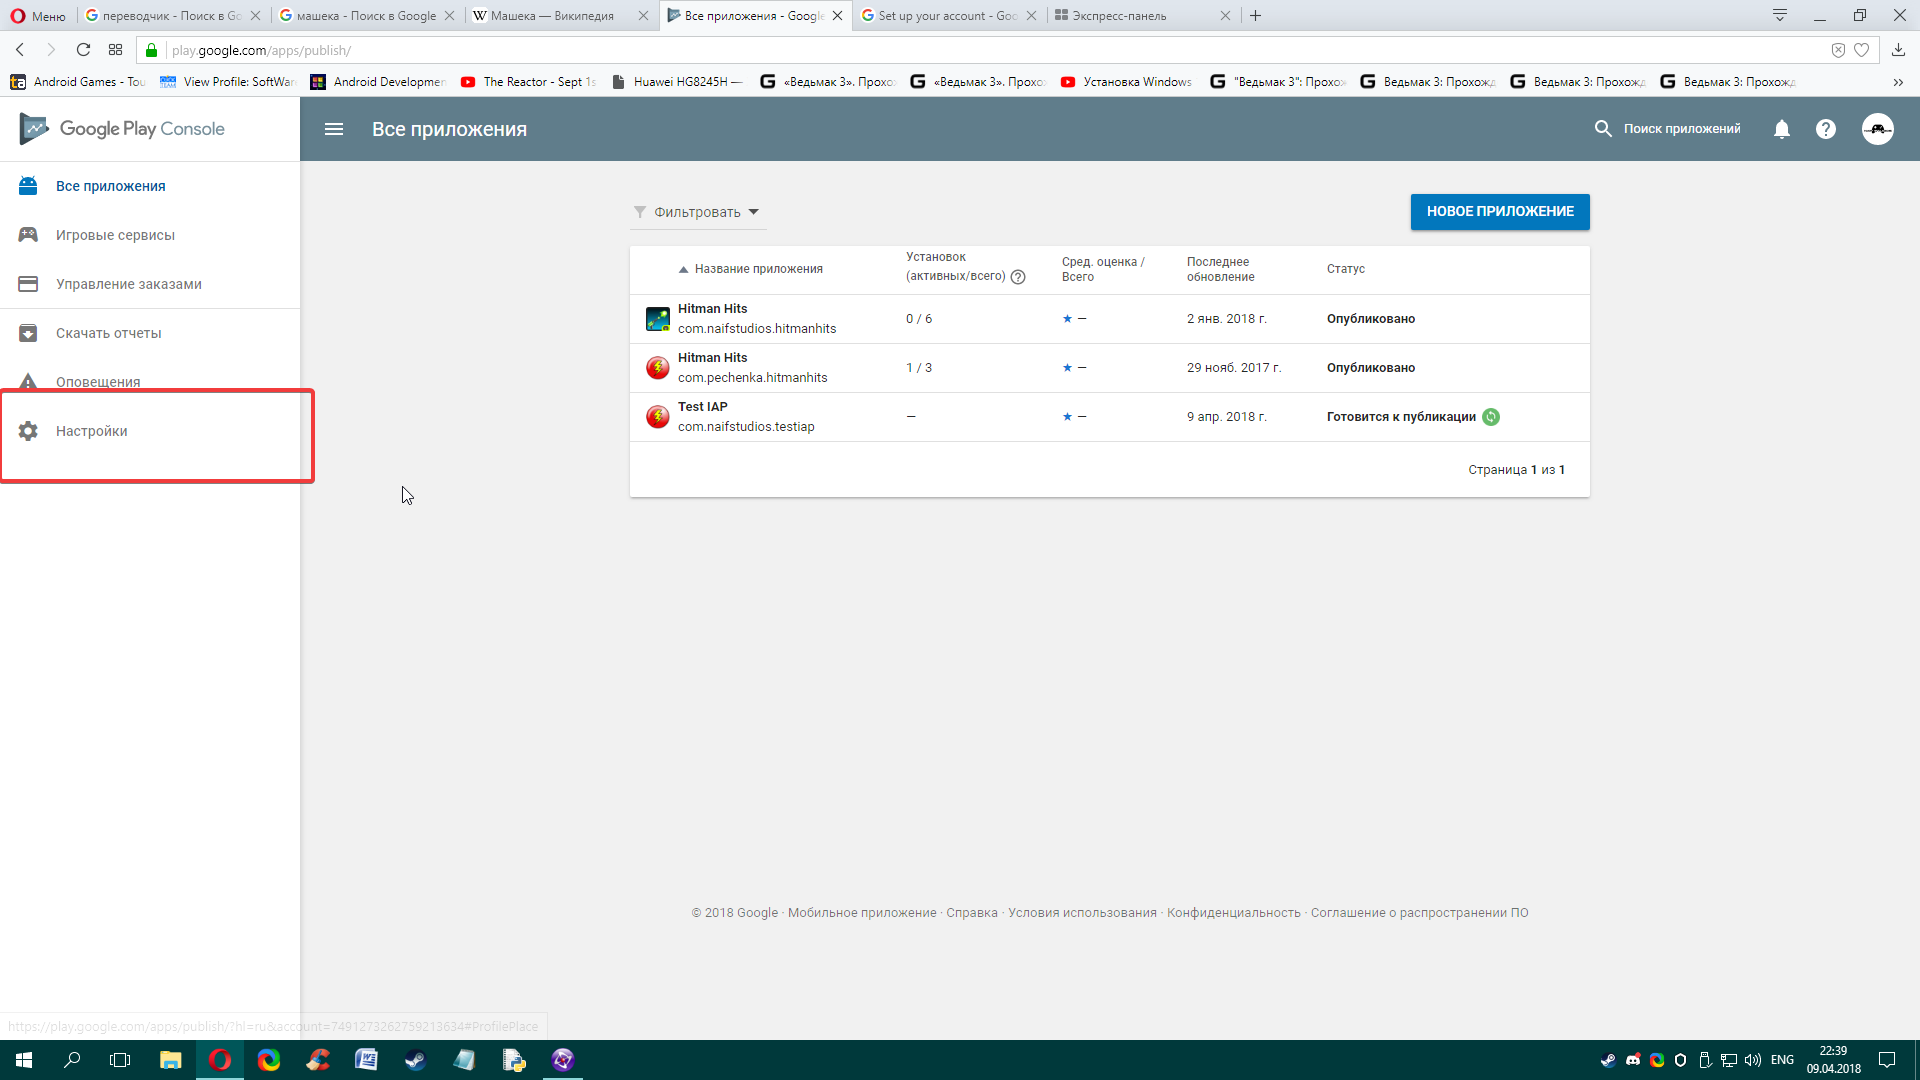 Меню
переводчик - Поиск в Go
машека - Поиск в Google
Машека — Википедия
Все приложения - Google
Set up your account - Goo
Экспресс-панель
play.google.com/apps/publish/
Android Games - Tou
View Profile: SoftWar
Android Developmen
The Reactor - Sept 1s
Huawei HG8245H —
«Ведьмак 3». Прохо
«Ведьмак 3». Прохо
Установка Windows
"Ведьмак 3": Прохож
Ведьмак 3: Прохожд
Ведьмак 3: Прохожд
Ведьмак 3: Прохожд
Google Play Console
Все приложения
Поиск приложений
Все приложения
Игровые сервисы
Управление заказами
Скачать отчеты
Оповещения
Настройки
Фильтровать
НОВОЕ ПРИЛОЖЕНИЕ
Название приложения
Установок
(активных/всего)
Сред. оценка /
Всего
Последнее
обновление
Статус
Hitman Hits
com.naifstudios.hitmanhits
0 / 6
★ —
2 янв. 2018 г.
Опубликовано
Hitman Hits
com.pechenka.hitmanhits
1 / 3
★ —
29 нояб. 2017 г.
Опубликовано
Test IAP
com.naifstudios.testiap
—
★ —
9 апр. 2018 г.
Готовится к публикации
Страница 1 из 1
© 2018 Google · Мобильное приложение · Справка · Условия использования · Конфиденциальность · Соглашение о распространении ПО
https://play.google.com/apps/publish/?hl=ru&account=7491273262759213634#ProfilePlace
ENG
22:39
09.04.2018